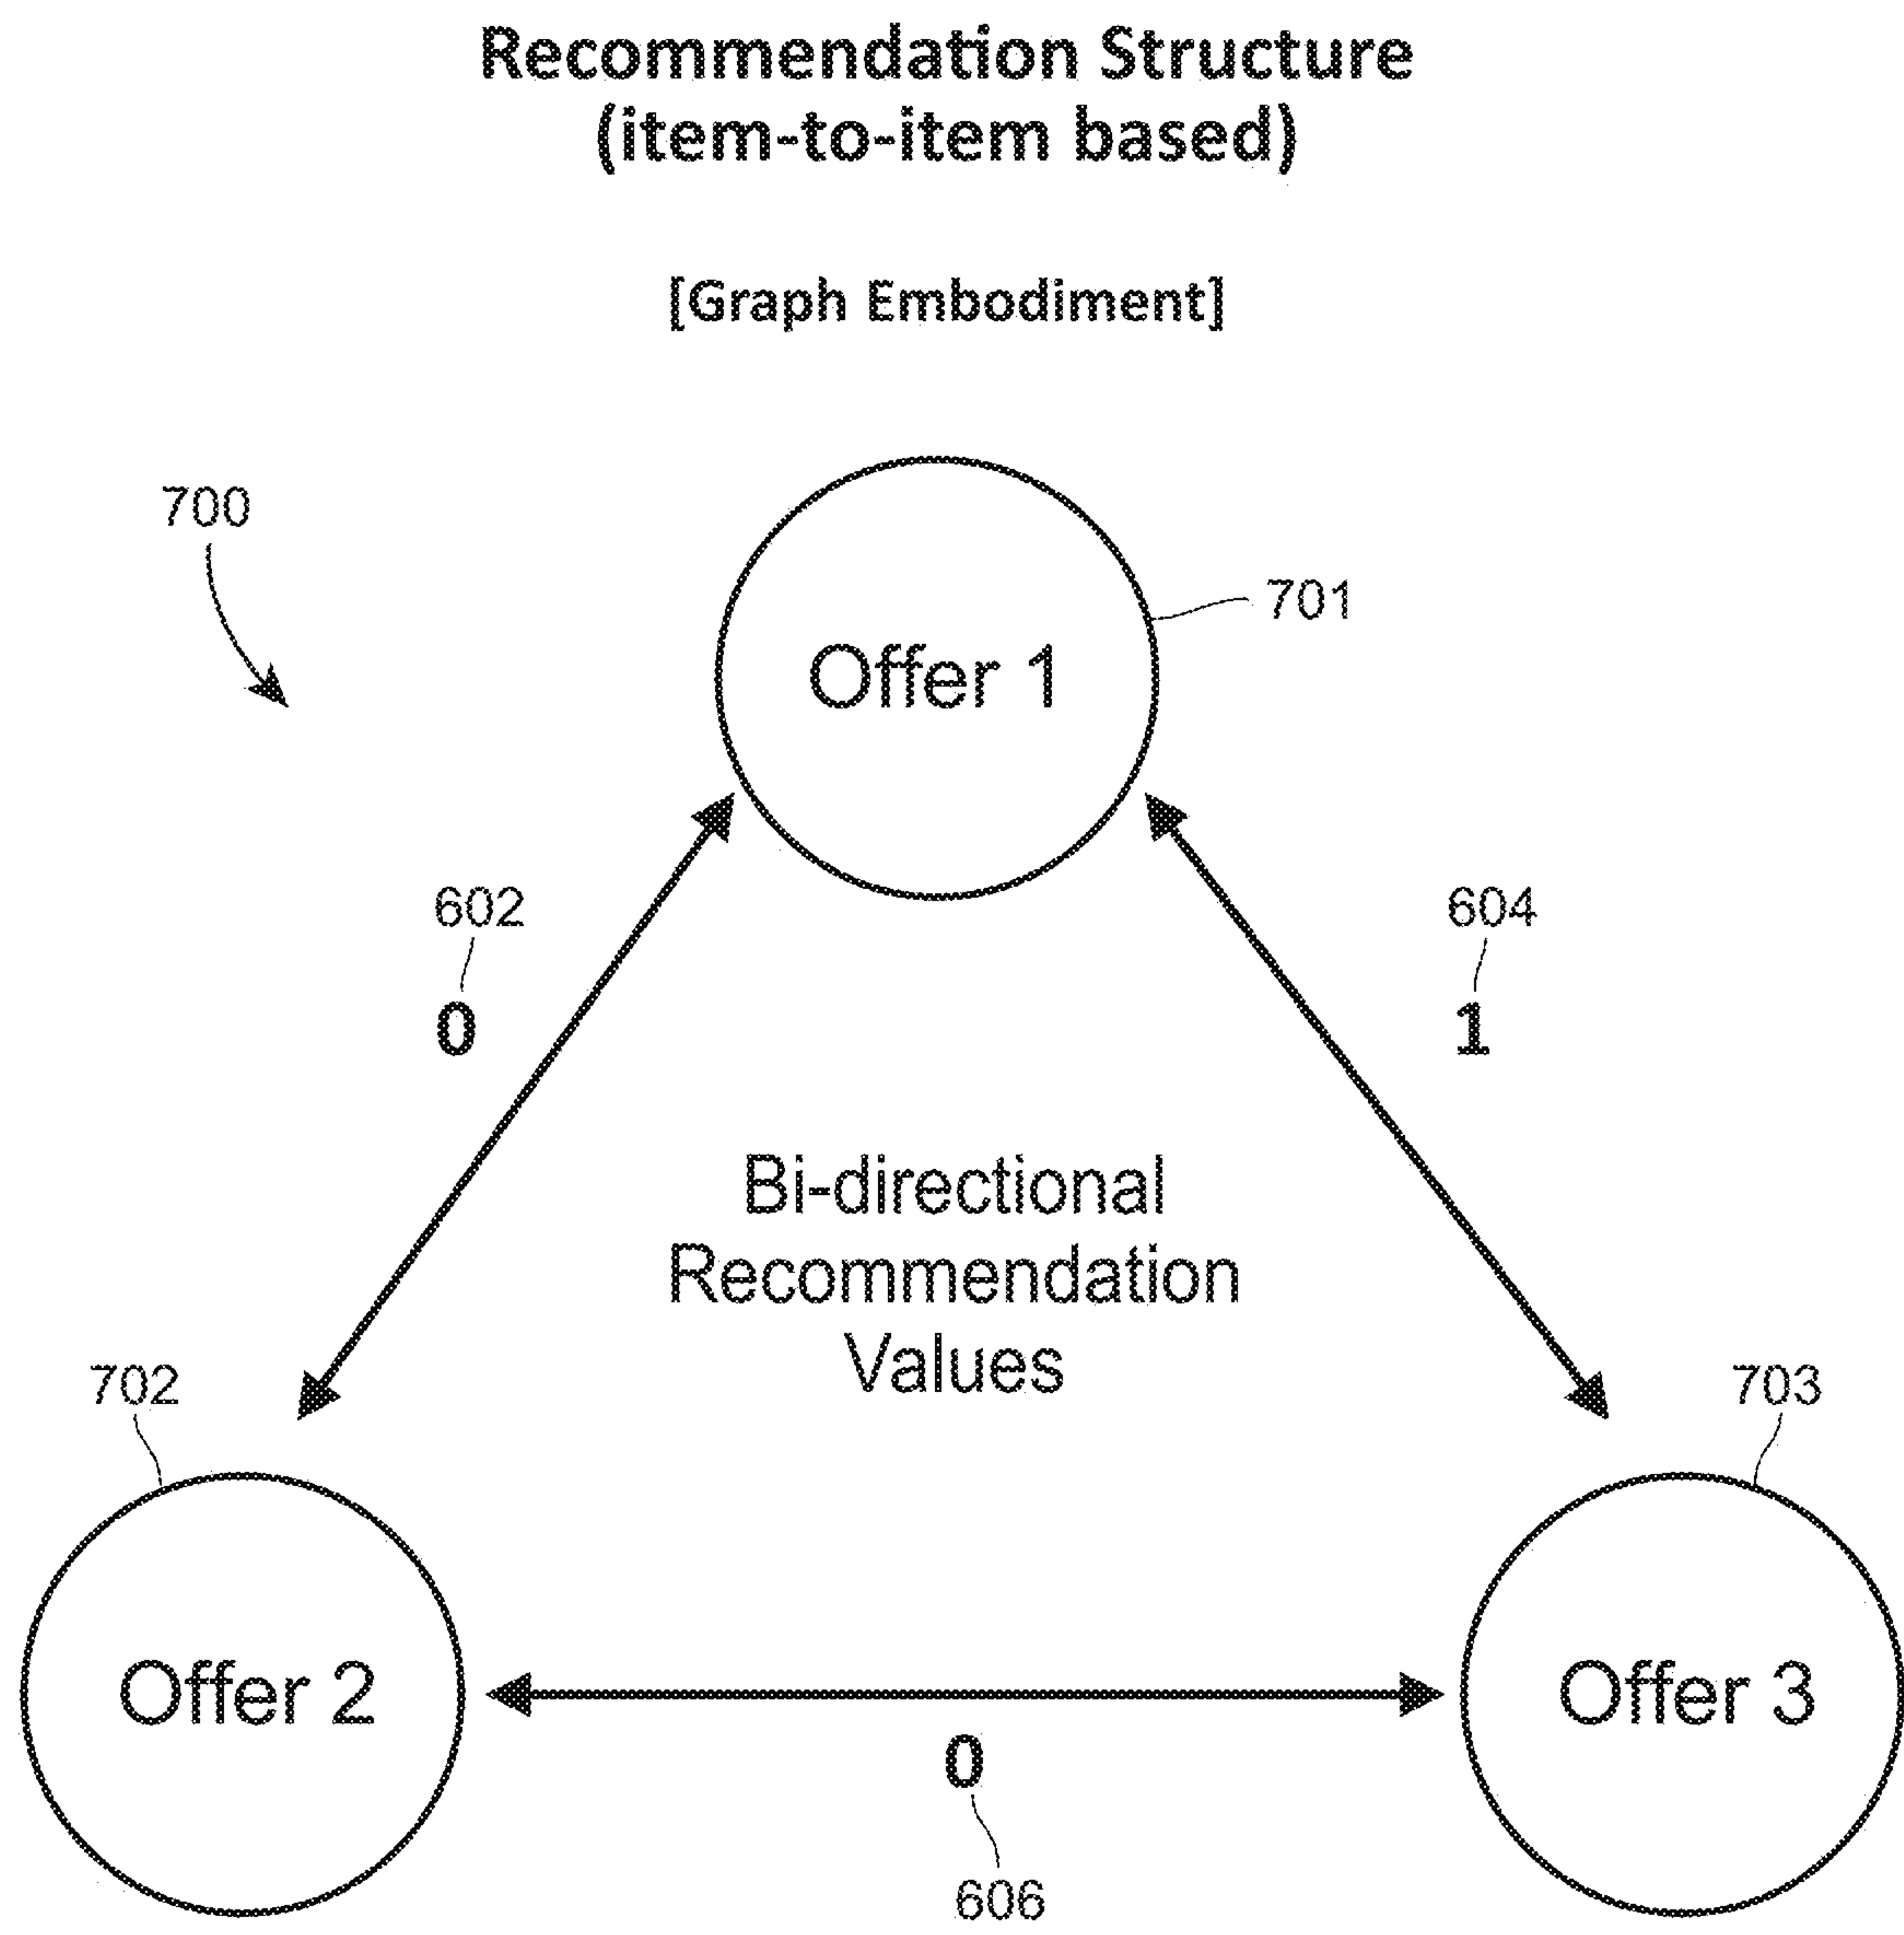 Recommendation Structure
(item-to-item based)
[Graph Embodiment]
700
701
Offer 1
602
604
0
1
Bi-directional
Recommendation
Values
702
703
Offer 2
Offer 3
0
606